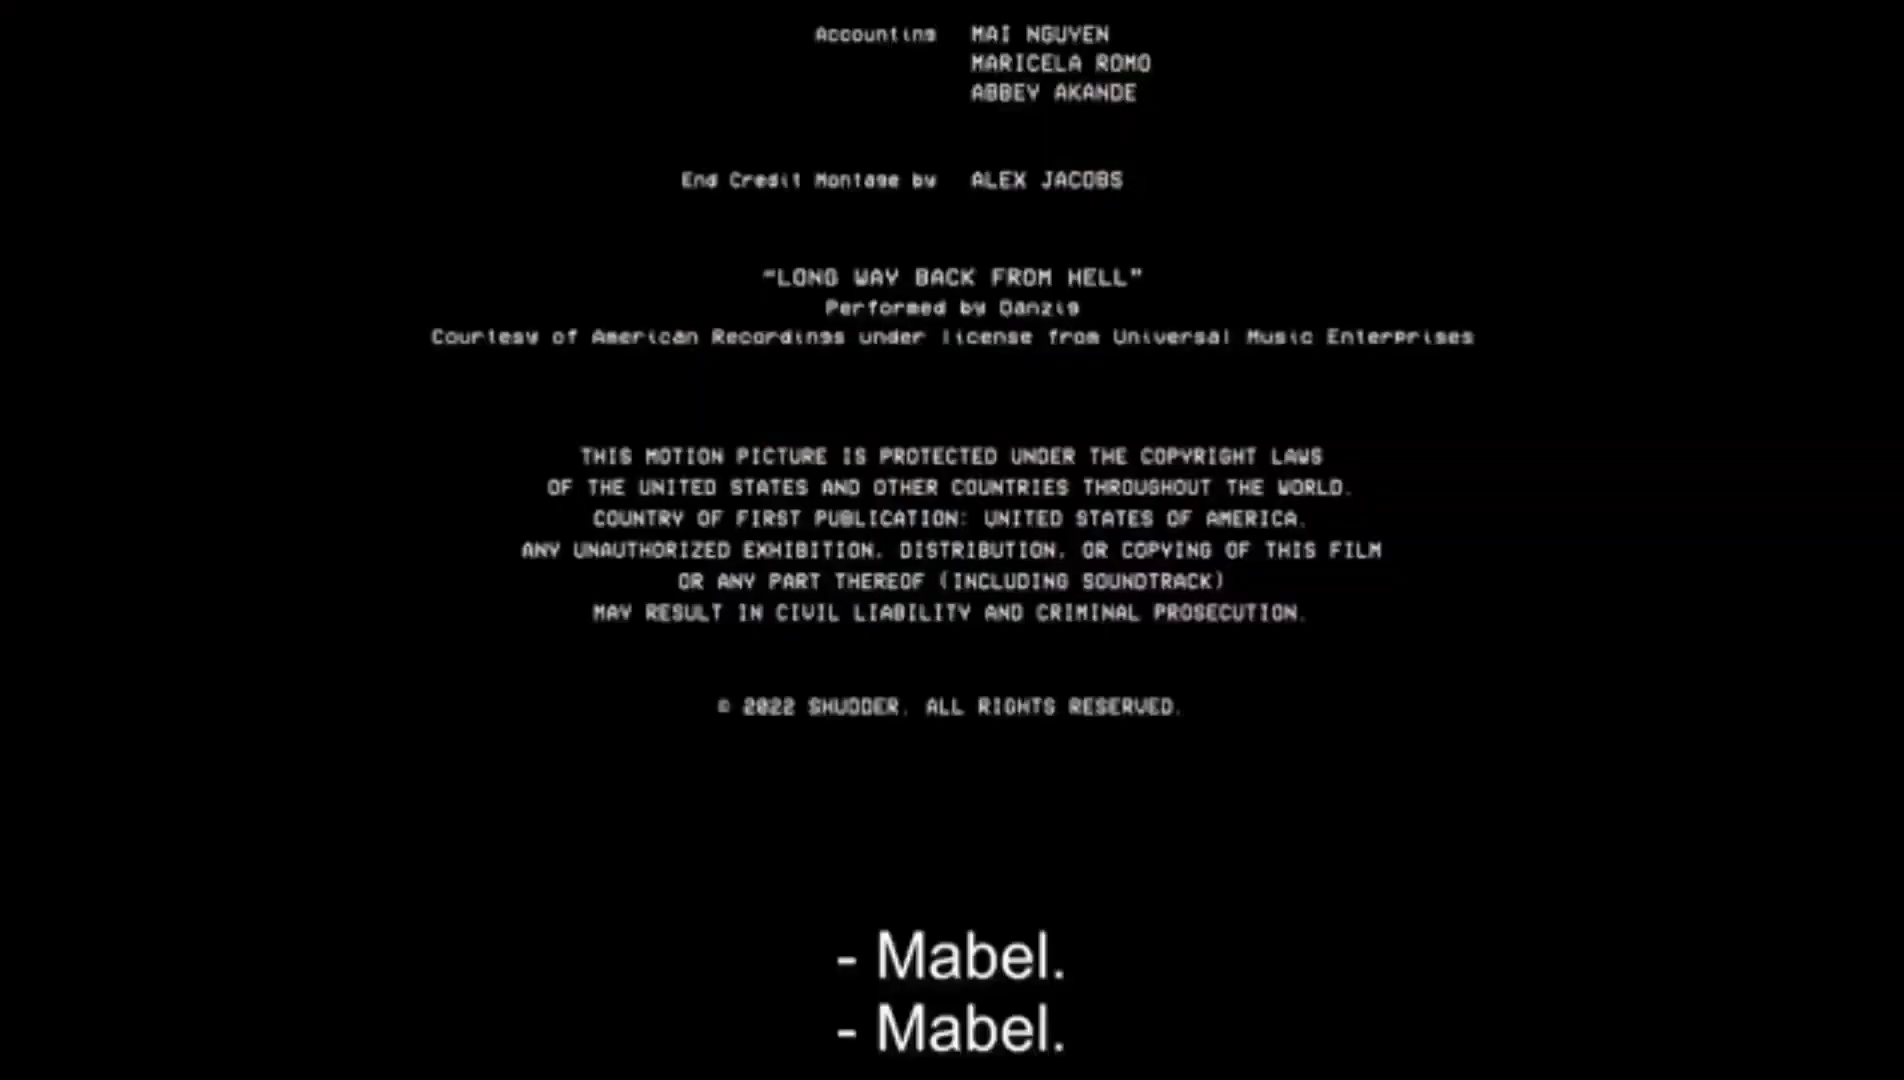 Accounting MAI NGUYEN
MARICELA ROMO
ABBEY AKANDE
End Credit Montage by ALEX JACOBS
"LONG WAY BACK FROM HELL"
Performed by Danzig
Courtesy of American Recordings under license from Universal Music Enterprises
THIS MOTION PICTURE IS PROTECTED UNDER THE COPYRIGHT LAWS
OF THE UNITED STATES AND OTHER COUNTRIES THROUGHOUT THE WORLD.
COUNTRY OF FIRST PUBLICATION: UNITED STATES OF AMERICA.
ANY UNAUTHORIZED EXHIBITION, DISTRIBUTION, OR COPYING OF THIS FILM
OR ANY PART THEREOF (INCLUDING SOUNDTRACK)
MAY RESULT IN CIVIL LIABILITY AND CRIMINAL PROSECUTION.
© 2022 SHUDDER. ALL RIGHTS RESERVED.
- Mabel.
- Mabel.